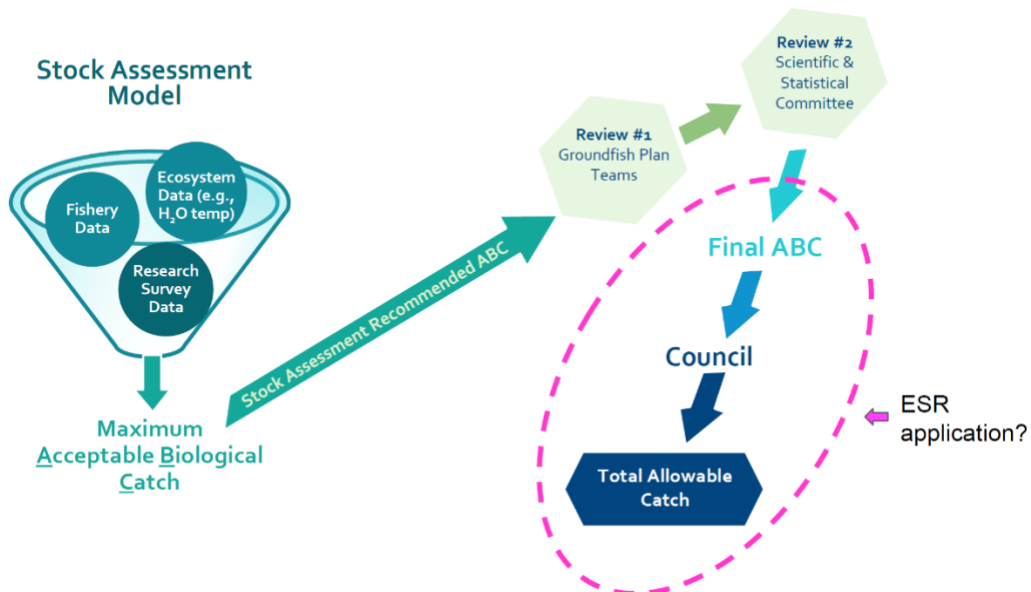 Stock Assessment
Model
Fishery
Data
Ecosystem
Data (e.g.,
H₂O temp)
Research
Survey
Data
Maximum
Acceptable Biological
Catch
Stock Assessment Recommended ABC
Review #1
Groundfish Plan
Teams
Review #2
Scientific &
Statistical
Committee
Final ABC
Council
Total Allowable
Catch
ESR
application?